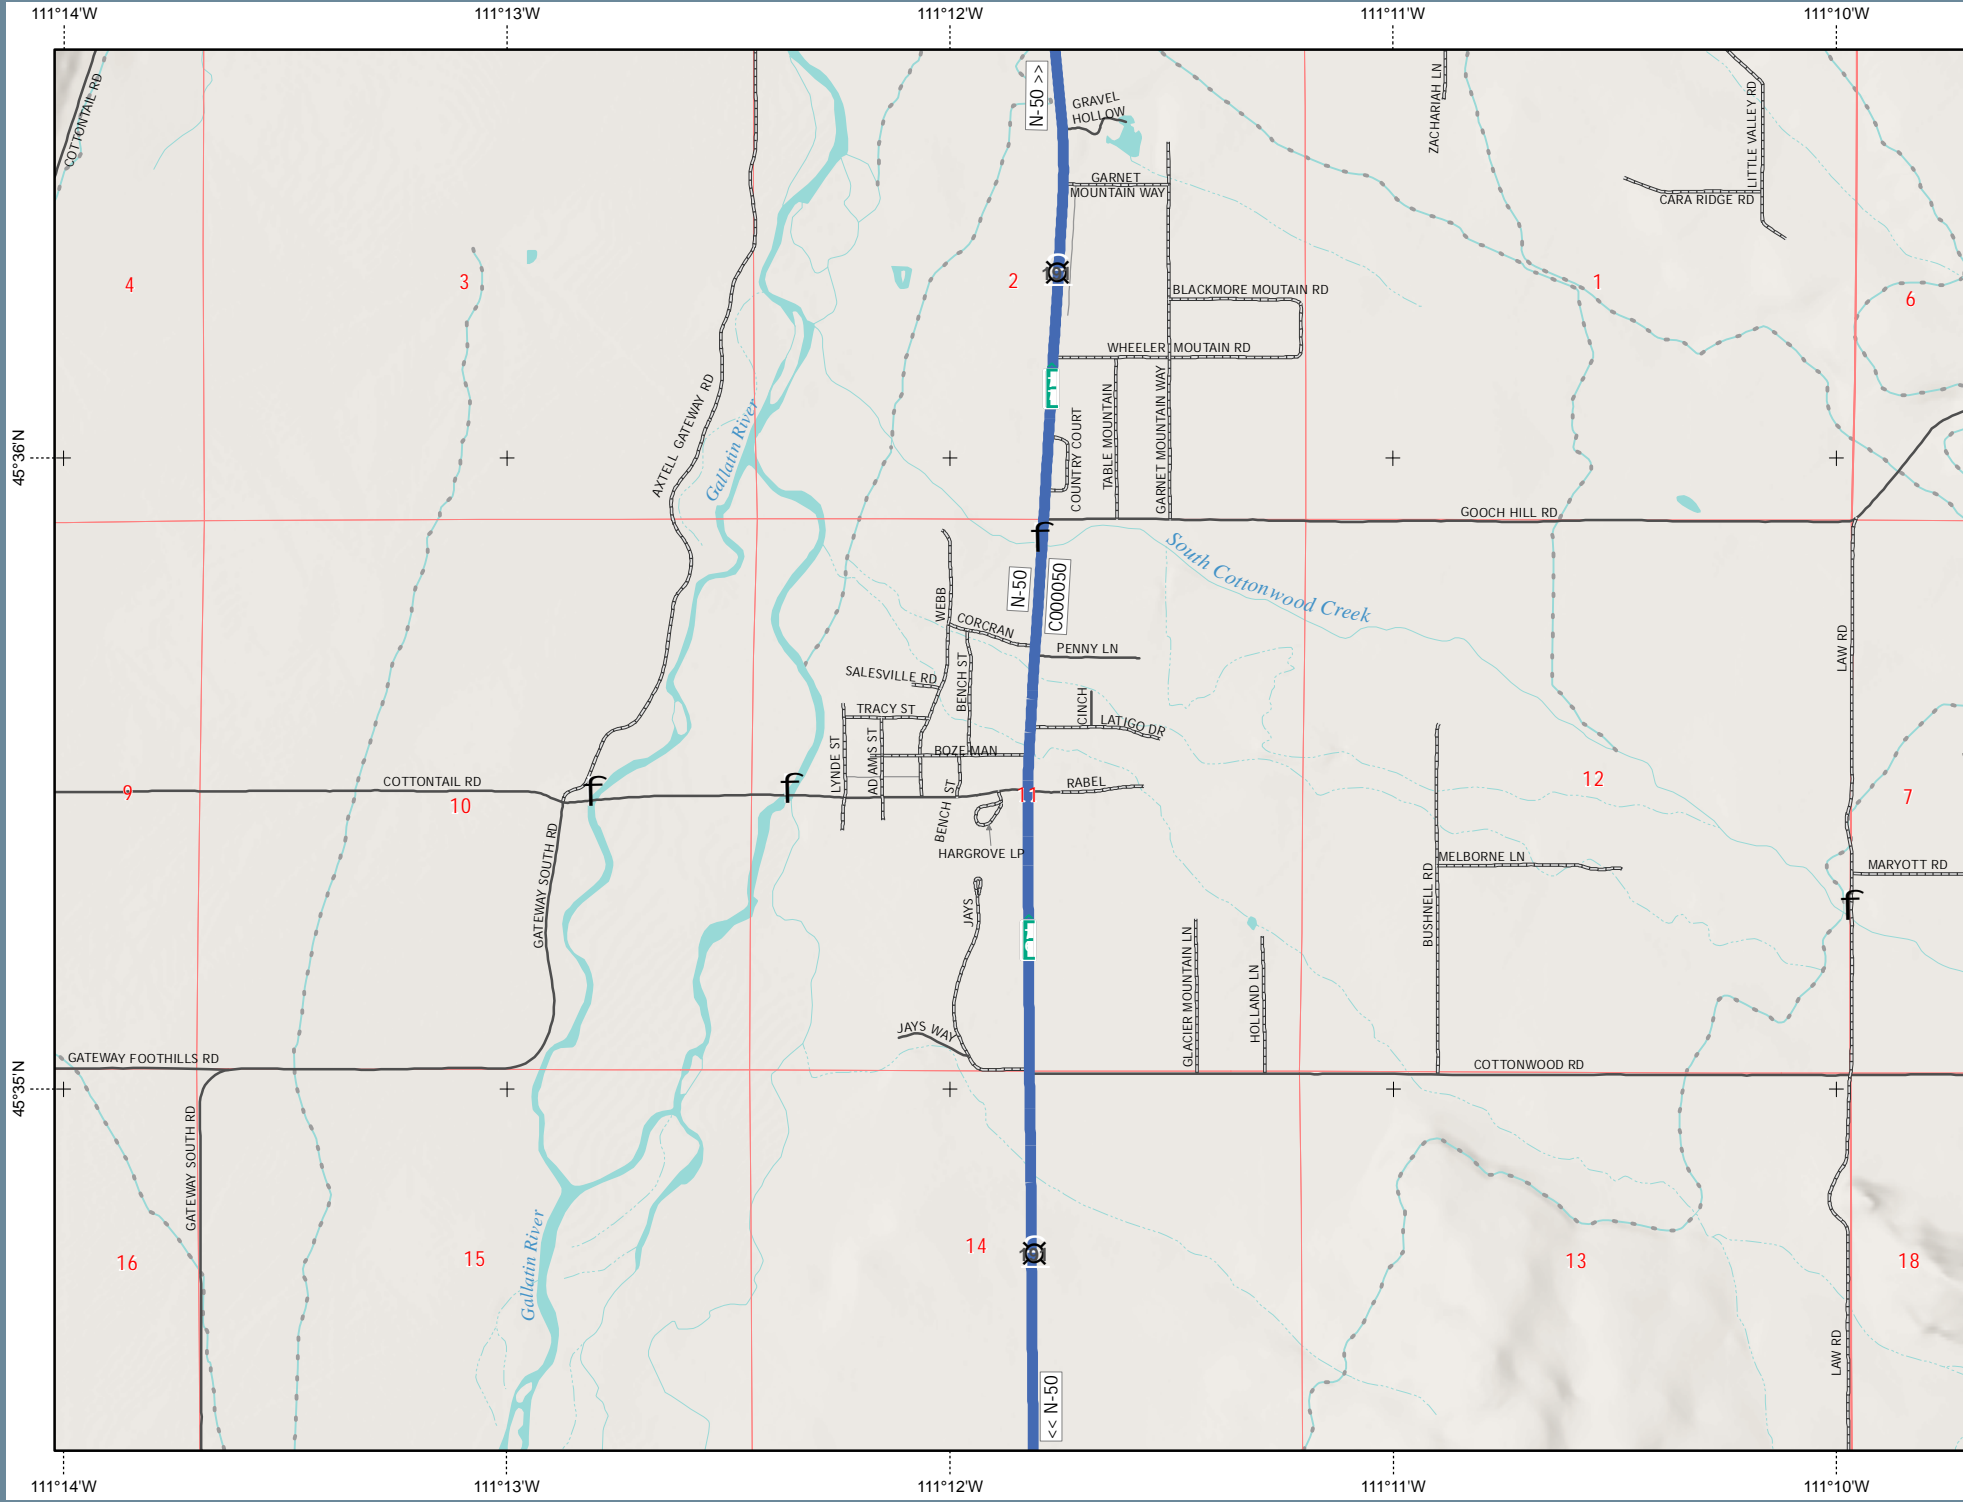 111°14'W
111°13'W
111°12'W
111°11'W
111°10'W
COTTONTAIL RD
N-50 >>
GRAVEL
HOLLOW
ZACHARIAH LN
LITTLE VALLEY RD
GARNET
MOUNTAIN WAY
CARA RIDGE RD
4
3
2
1
6
BLACKMORE MOUTAIN RD
WHEELER MOUTAIN RD
AXTELL GATEWAY RD
Gallatin River
COUNTRY COURT
TABLE MOUNTAIN
GARNET MOUNTAIN WAY
45°36'N
GOOCH HILL RD
South Cottonwood Creek
N-50
C000050
WEBB
CORCRAN
PENNY LN
LAW RD
SALESVILLE RD
BENCH ST
CINCH
TRACY ST
LATIGO DR
LYNDE ST
ADAMS ST
BOZEMAN
COTTONTAIL RD
RABEL
9
10
11
12
7
BENCH ST
HARGROVE LP
GATEWAY SOUTH RD
MELBORNE LN
MARYOTT RD
BUSHNELL RD
JAYS
GLACIER MOUNTAIN LN
HOLLAND LN
JAYS WAY
GATEWAY FOOTHILLS RD
COTTONWOOD RD
45°35'N
GATEWAY SOUTH RD
Gallatin River
16
15
14
13
18
LAW RD
<< N-50
111°14'W
111°13'W
111°12'W
111°11'W
111°10'W